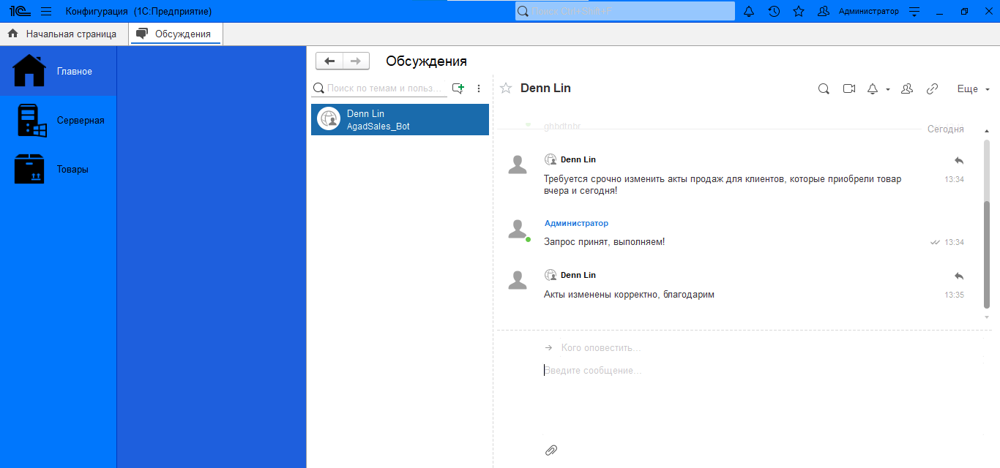 1С Конфигурация (1С:Предприятие)
Поиск Ctrl+Shift+F
Администратор
Начальная страница
Обсуждения
Главное
Серверная
Товары
Обсуждения
Поиск по темам и польз...
Denn Lin
AgadSales_Bot
Denn Lin
Еще
ghbdtnbr
Сегодня
Denn Lin
Требуется срочно изменить акты продаж для клиентов, которые приобрели товар
13:34
вчера и сегодня!
Администратор
Запрос принят, выполняем!
13:34
Denn Lin
Акты изменены корректно, благодарим
13:35
Кого оповестить...
Введите сообщение...